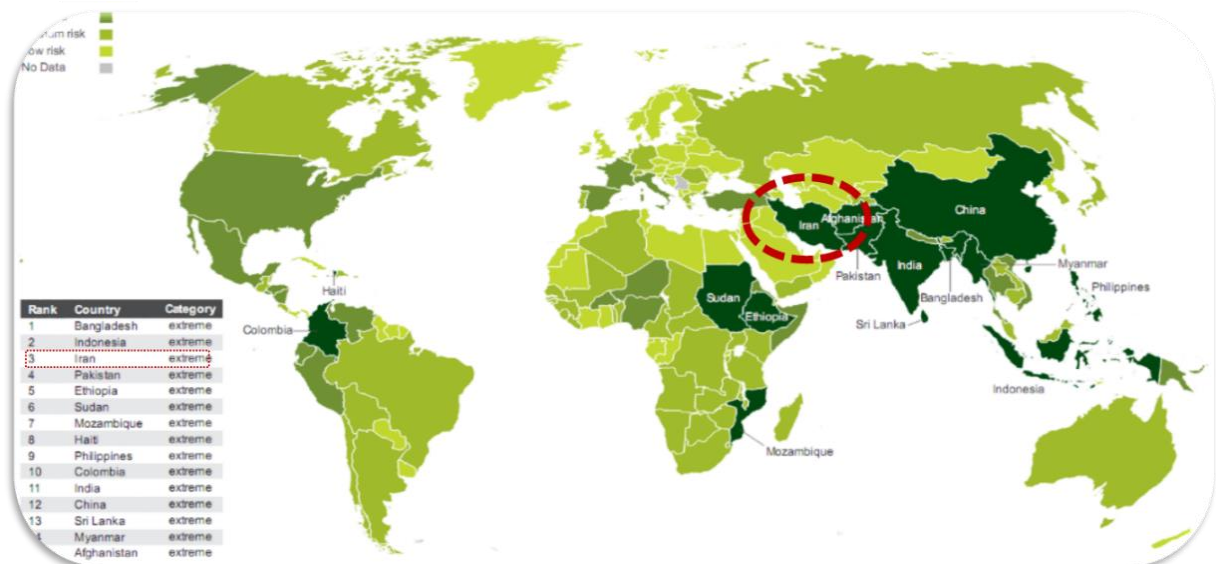 risk
risk
No Data
China
Iran
Afghanistan
India
Myanmar
Pakistan
Philippines
Bangladesh
Sri Lanka
Haiti
Sudan
Ethiopia
Colombia
Indonesia
Mozambique
Rank Country Category
1 Bangladesh extreme
2 Indonesia extreme
3 Iran extreme
4 Pakistan extreme
5 Ethiopia extreme
6 Sudan extreme
7 Mozambique extreme
8 Haiti extreme
9 Philippines extreme
10 Colombia extreme
11 India extreme
12 China extreme
13 Sri Lanka extreme
Myanmar extreme
Afghanistan extreme